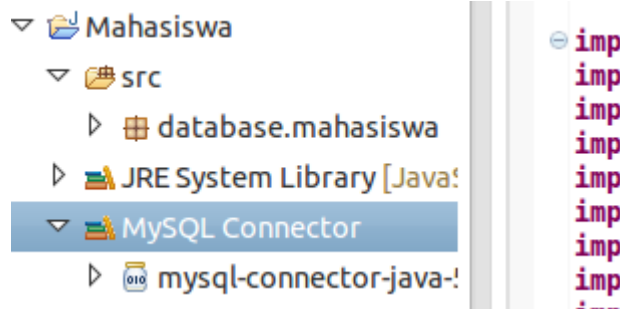 Mahasiswa
src
database.mahasiswa
JRE System Library [Java
MySQL Connector
mysql-connector-java-
imp
imp
imp
imp
imp
imp
imp
imp